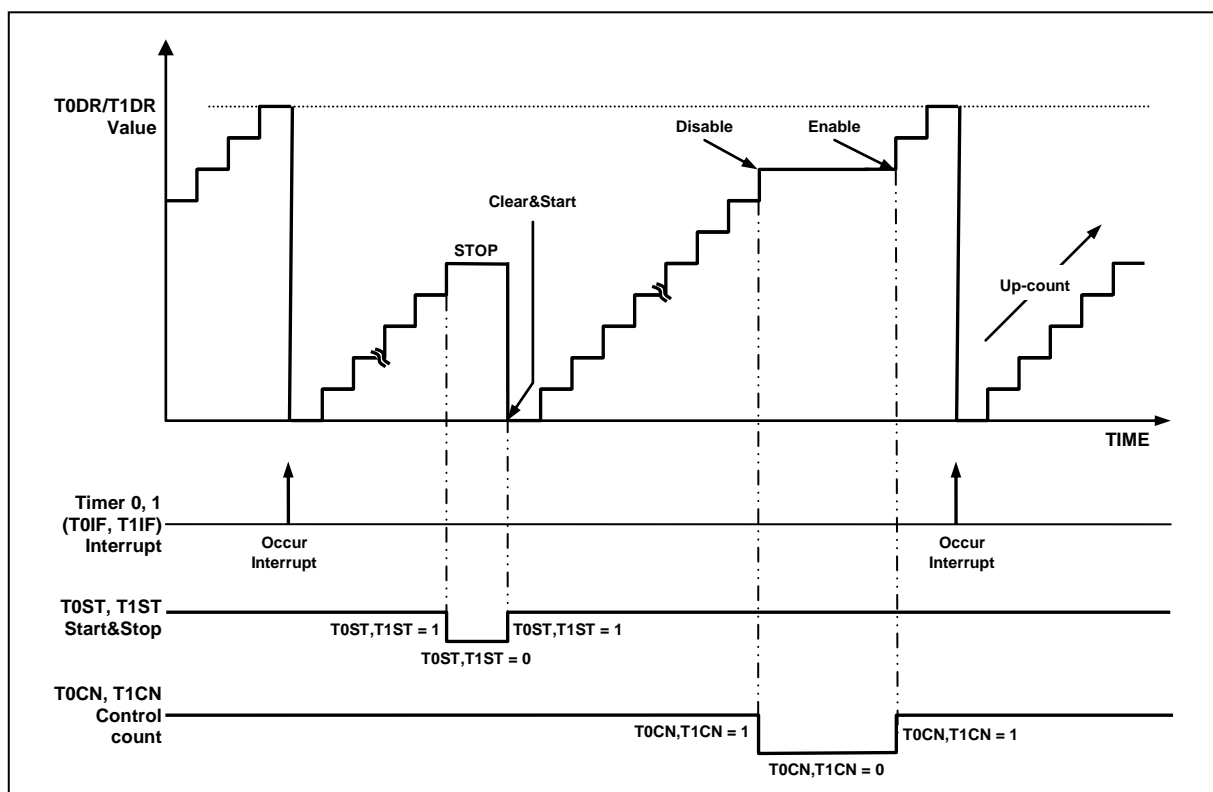 T0DR/T1DR
Value
Disable
Enable
Clear&Start
STOP
Up-count
TIME
Timer 0, 1
(T0IF, T1IF)
Interrupt
Occur
Interrupt
Occur
Interrupt
T0ST, T1ST
Start&Stop
T0ST,T1ST = 1
T0ST,T1ST = 1
T0ST,T1ST = 0
T0CN, T1CN
Control
count
T0CN,T1CN = 1
T0CN,T1CN = 1
T0CN,T1CN = 0